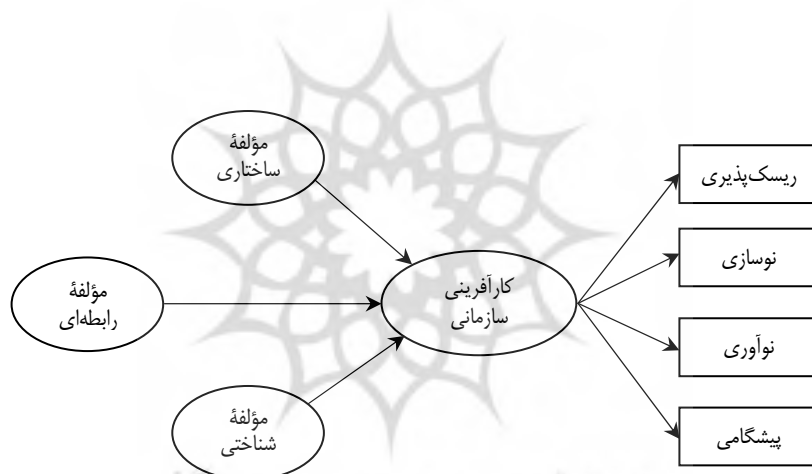 مؤلفهٔ
ساختاری
مؤلفهٔ
رابطه‌ای
مؤلفهٔ
شناختی
کارآفرینی
سازمانی
ریسک‌پذیری
نوسازی
نوآوری
پیشگامی